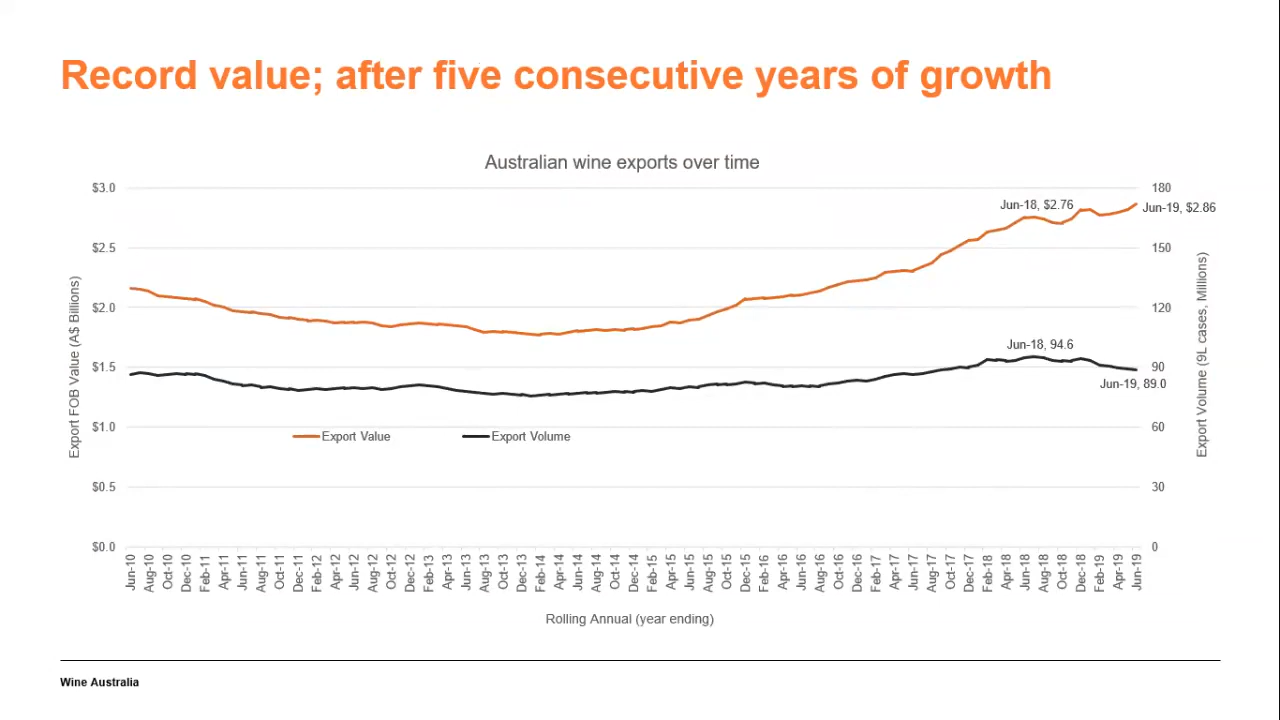 Record value; after five consecutive years of growth
Australian wine exports over time
$3.0
$2.5
$2.0
$1.5
$1.0
$0.5
$0.0
Export FOB Value (A$ Billions)
180
150
120
90
60
30
0
Export Volume (9L cases, Millions)
Jun-18, $2.76
Jun-19, $2.86
Jun-18, 94.6
Jun-19, 89.0
Export Value
Export Volume
Jun-10
Aug-10
Oct-10
Dec-10
Feb-11
Apr-11
Jun-11
Aug-11
Oct-11
Dec-11
Feb-12
Apr-12
Jun-12
Aug-12
Oct-12
Dec-12
Feb-13
Apr-13
Jun-13
Aug-13
Oct-13
Dec-13
Feb-14
Apr-14
Jun-14
Aug-14
Oct-14
Dec-14
Feb-15
Apr-15
Jun-15
Aug-15
Oct-15
Dec-15
Feb-16
Apr-16
Jun-16
Aug-16
Oct-16
Dec-16
Feb-17
Apr-17
Jun-17
Aug-17
Oct-17
Dec-17
Feb-18
Apr-18
Jun-18
Aug-18
Oct-18
Dec-18
Feb-19
Apr-19
Jun-19
Rolling Annual (year ending)
Wine Australia